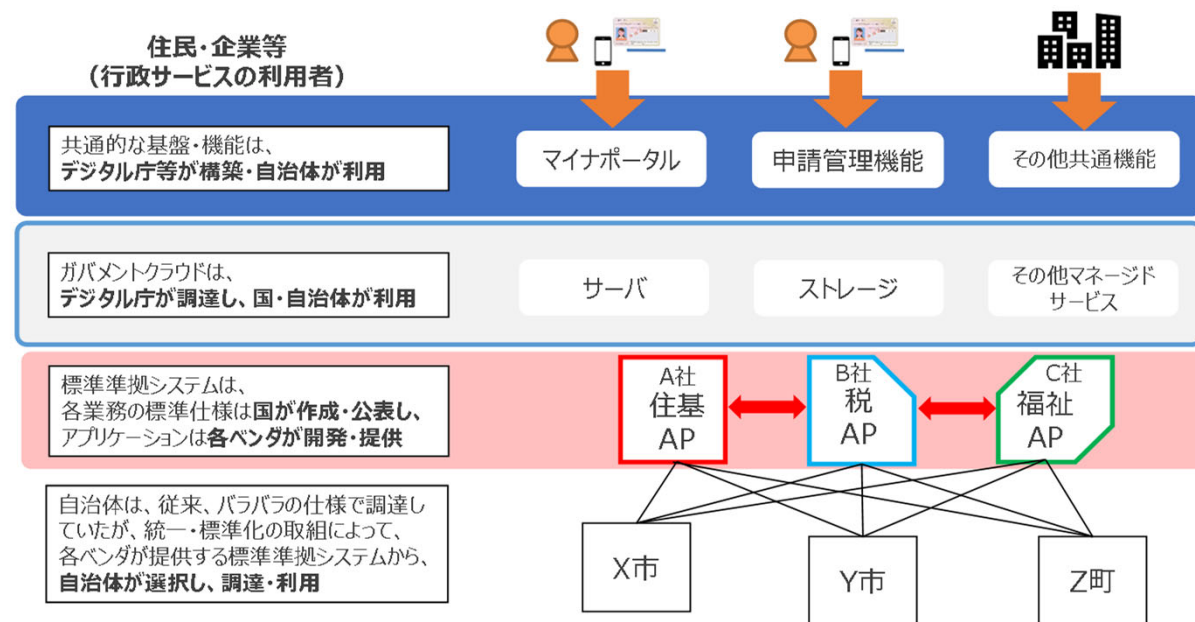 住民・企業等
（行政サービスの利用者）
共通的な基盤・機能は、
デジタル庁等が構築・自治体が利用
マイナポータル
申請管理機能
その他共通機能
ガバメントクラウドは、
デジタル庁が調達し、国・自治体が利用
サーバ
ストレージ
その他マネージド
サービス
標準準拠システムは、
各業務の標準仕様は国が作成・公表し、
アプリケーションは各ベンダが開発・提供
A社
住基
AP
B社
税
AP
C社
福祉
AP
自治体は、従来、バラバラの仕様で調達し
ていたが、統一・標準化の取組によって、
各ベンダが提供する標準準拠システムから、
自治体が選択し、調達・利用
X市
Y市
Z町